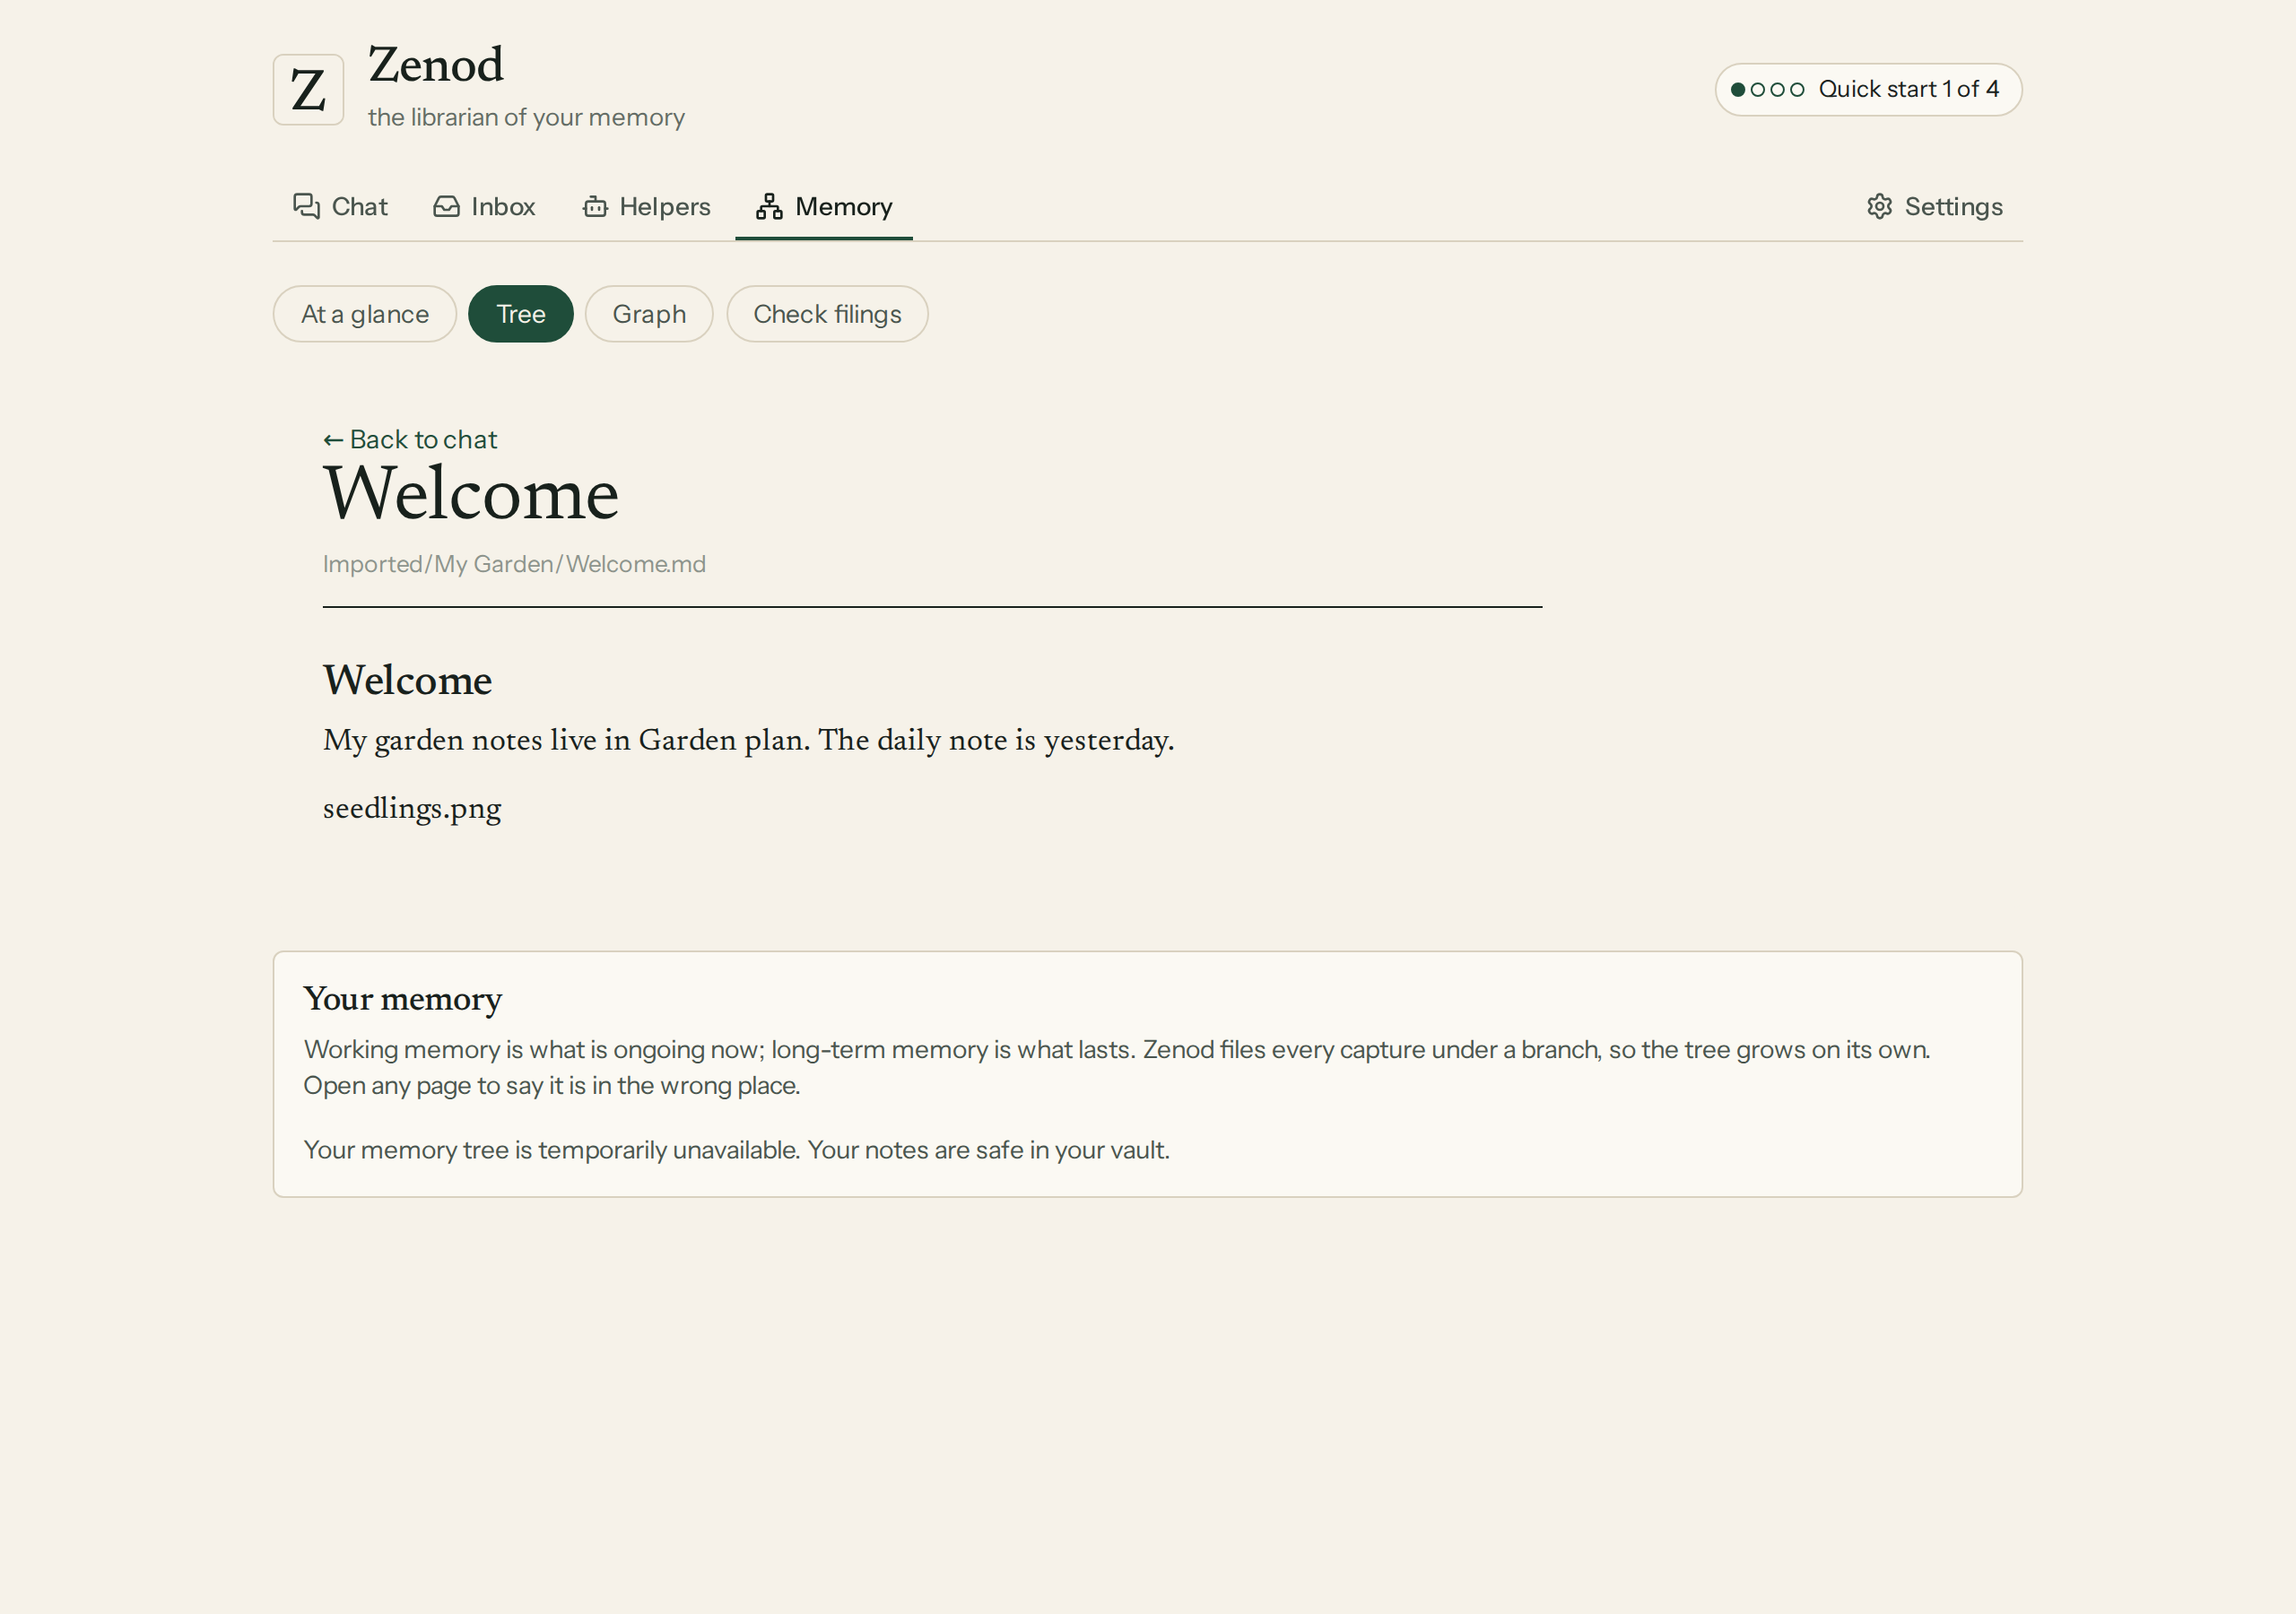 Z
Zenod
the librarian of your memory
Quick start 1 of 4
Chat
Inbox
Helpers
Memory
Settings
At a glance
Tree
Graph
Check filings
← Back to chat
Welcome
Imported/My Garden/Welcome.md
Welcome
My garden notes live in Garden plan. The daily note is yesterday.
seedlings.png
Your memory
Working memory is what is ongoing now; long-term memory is what lasts. Zenod files every capture under a branch, so the tree grows on its own.
Open any page to say it is in the wrong place.
Your memory tree is temporarily unavailable. Your notes are safe in your vault.